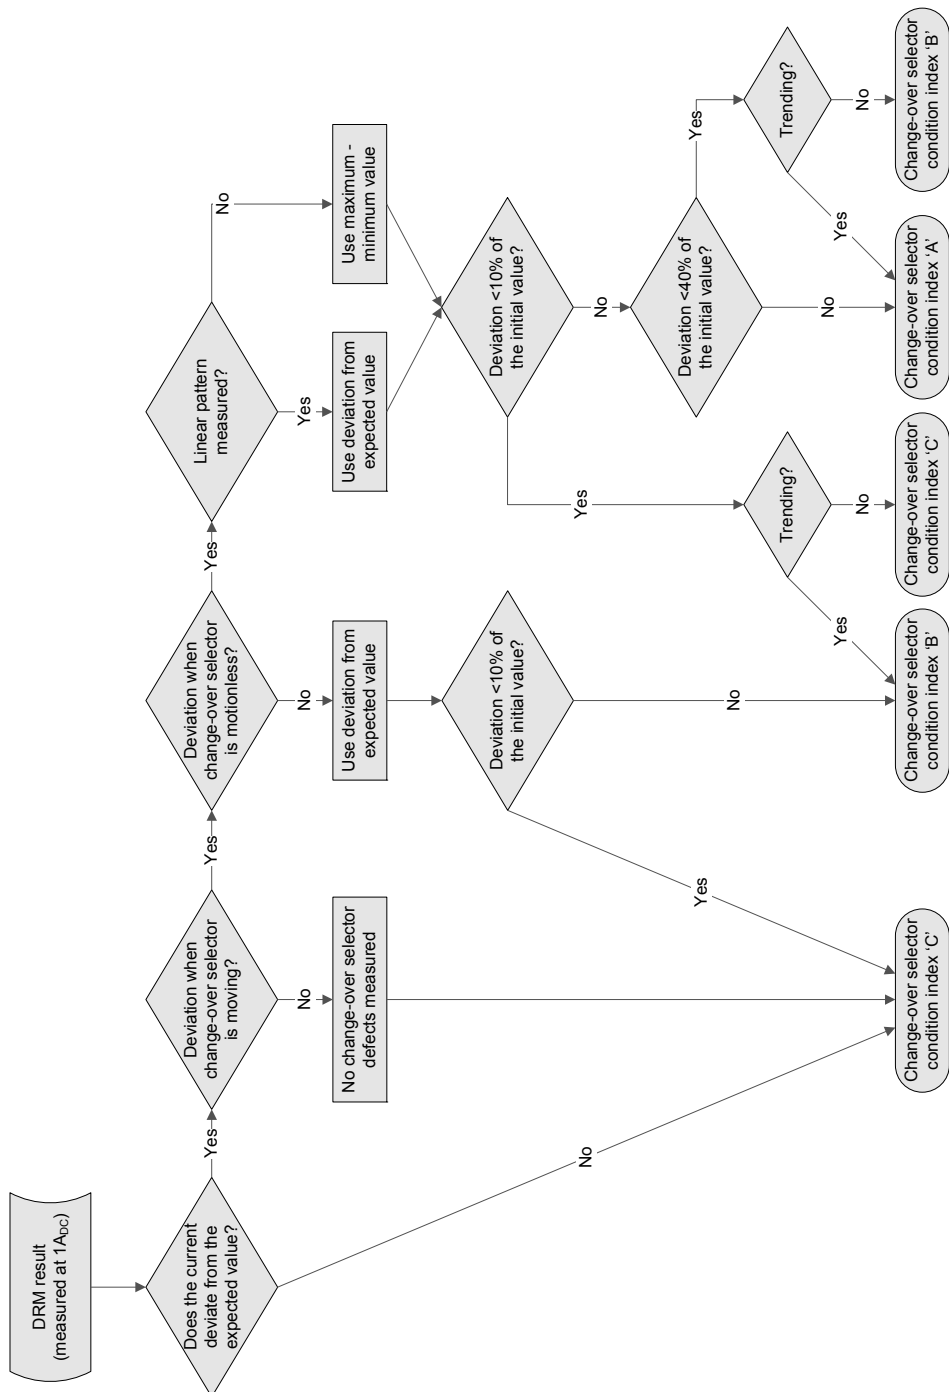 DRM result
(measured at 1ADC)
Does the current
deviate from the
expected value?
Yes
No
Deviation when
change-over selector
is moving?
Yes
No
No change-over selector
defects measured
Deviation when
change-over selector
is motionless?
Yes
No
Use deviation from
expected value
Deviation <10% of
the initial value?
Yes
No
Linear pattern
measured?
Yes
No
Use deviation from
expected value
Use maximum -
minimum value
Deviation <10% of
the initial value?
Yes
No
Deviation <40% of
the initial value?
Yes
No
Trending?
Yes
No
Trending?
Yes
No
Change-over selector
condition index ‘C’
Change-over selector
condition index ‘B’
Change-over selector
condition index ‘C’
Change-over selector
condition index ‘A’
Change-over selector
condition index ‘B’